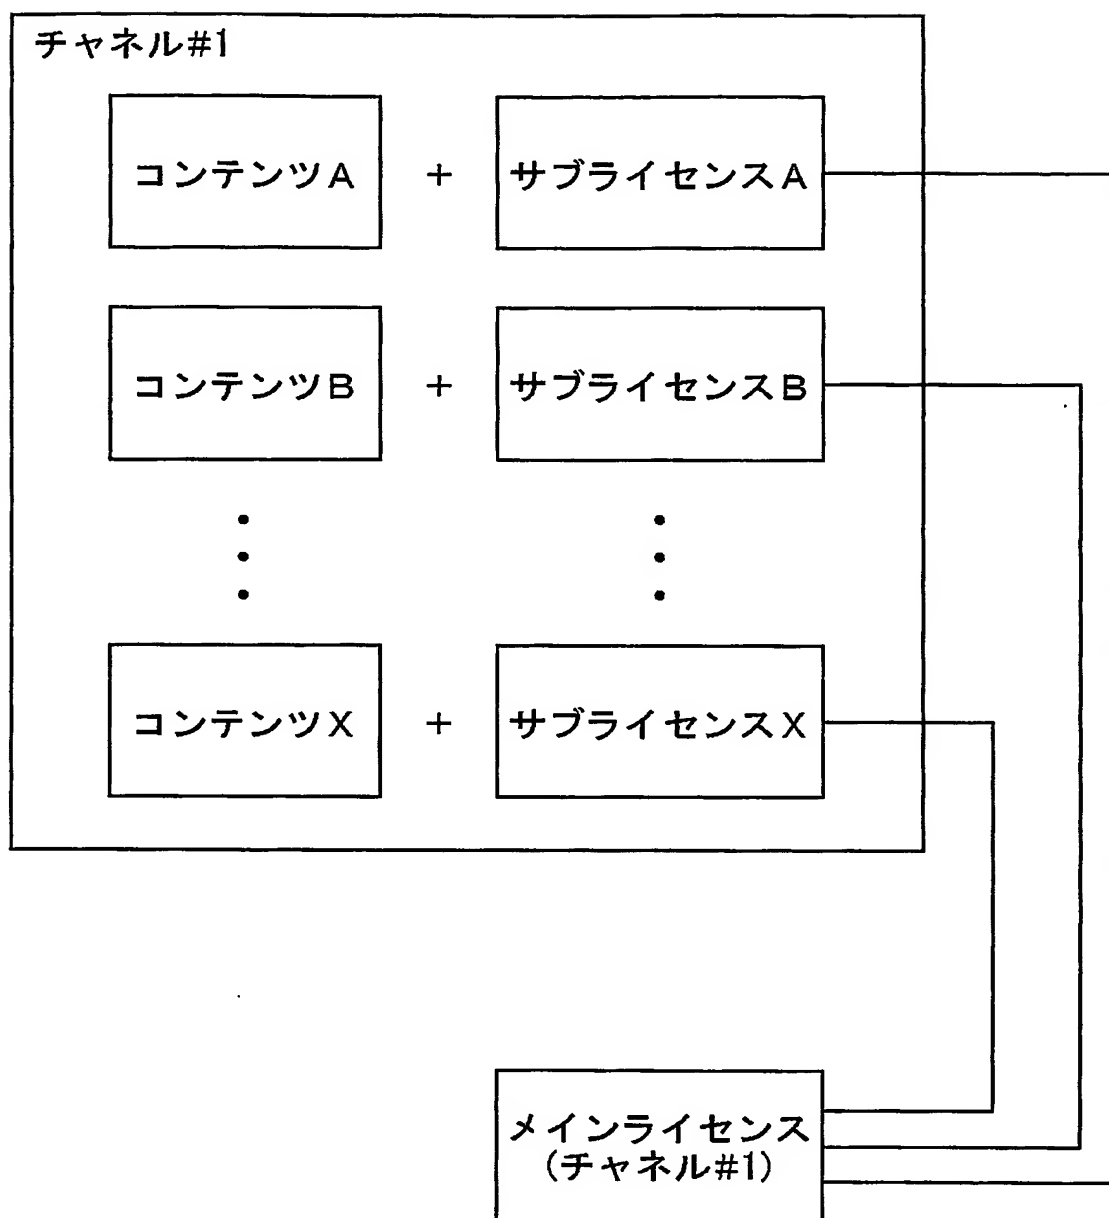 チャネル#1
コンテンツA + サブライセンスA
コンテンツB + サブライセンスB
コンテンツX + サブライセンスX
メインライセンス
(チャネル#1)